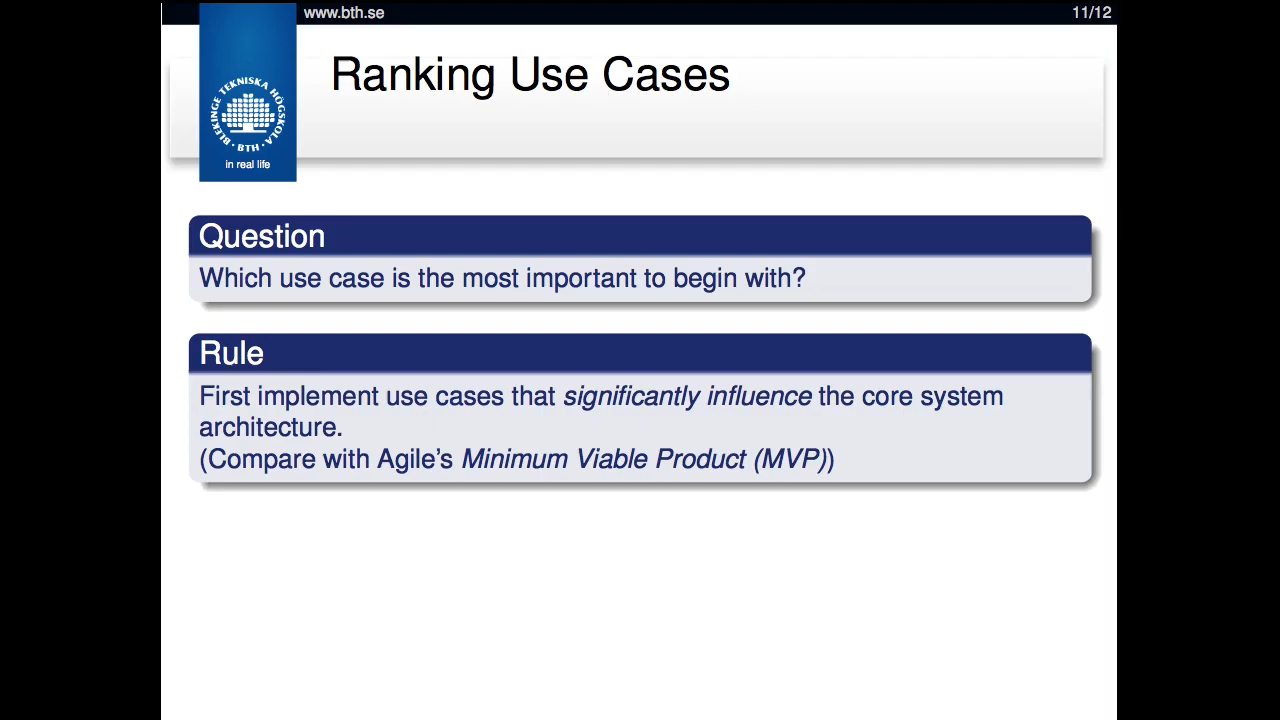 www.bth.se
11/12
Ranking Use Cases
BLEKINGE TEKNISKA HÖGSKOLA
· BTH ·
in real life
Question
Which use case is the most important to begin with?
Rule
First implement use cases that significantly influence the core system
architecture.
(Compare with Agile’s Minimum Viable Product (MVP))